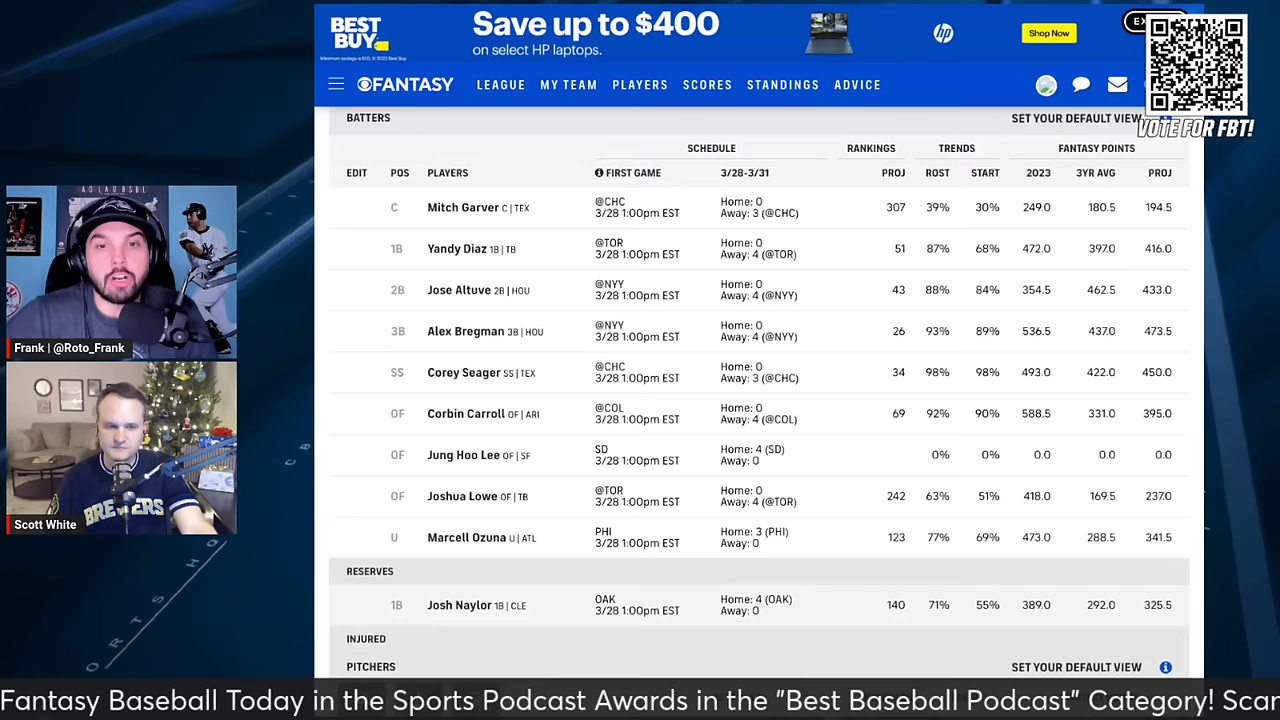 BEST BUY
Minimum savings is $50. © 2023 Best Buy
Save up to $400
on select HP laptops.
hp
Shop Now
VOTE FOR FBT!
FANTASY
LEAGUE MY TEAM PLAYERS SCORES STANDINGS ADVICE
BATTERS SET YOUR DEFAULT VIEW
SCHEDULE RANKINGS TRENDS FANTASY POINTS
EDIT POS PLAYERS FIRST GAME 3/28-3/31 PROJ ROST START 2023 3YR AVG PROJ
C Mitch Garver C | TEX @CHC 3/28 1:00pm EST Home: 0 Away: 3 (@CHC) 307 39% 30% 249.0 180.5 194.5
1B Yandy Diaz 1B | TB @TOR 3/28 1:00pm EST Home: 0 Away: 4 (@TOR) 51 87% 68% 472.0 397.0 416.0
2B Jose Altuve 2B | HOU @NYY 3/28 1:00pm EST Home: 0 Away: 4 (@NYY) 43 88% 84% 354.5 462.5 433.0
3B Alex Bregman 3B | HOU @NYY 3/28 1:00pm EST Home: 0 Away: 4 (@NYY) 26 93% 89% 536.5 437.0 473.5
SS Corey Seager SS | TEX @CHC 3/28 1:00pm EST Home: 0 Away: 3 (@CHC) 34 98% 98% 493.0 422.0 450.0
OF Corbin Carroll OF | ARI @COL 3/28 1:00pm EST Home: 0 Away: 4 (@COL) 69 92% 90% 588.5 331.0 395.0
OF Jung Hoo Lee OF | SF SD 3/28 1:00pm EST Home: 4 (SD) Away: 0 0% 0% 0.0 0.0 0.0
OF Joshua Lowe OF | TB @TOR 3/28 1:00pm EST Home: 0 Away: 4 (@TOR) 242 63% 51% 418.0 169.5 237.0
U Marcell Ozuna U | ATL PHI 3/28 1:00pm EST Home: 3 (PHI) Away: 0 123 77% 69% 473.0 288.5 341.5
RESERVES
1B Josh Naylor 1B | CLE OAK 3/28 1:00pm EST Home: 4 (OAK) Away: 0 140 71% 55% 389.0 292.0 325.5
INJURED
PITCHERS SET YOUR DEFAULT VIEW
Frank | @Roto_Frank
BREWERS
Scott White
Fantasy Baseball Today in the Sports Podcast Awards in the "Best Baseball Podcast" Category! Scan